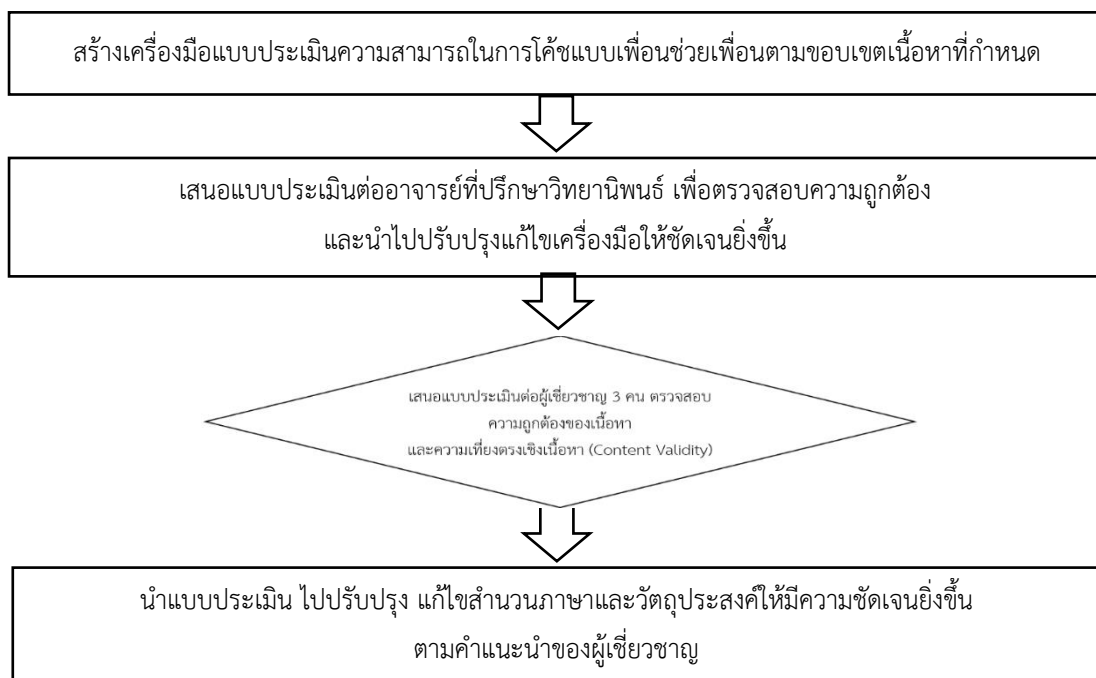 สร้างเครื่องมือแบบประเมินความสามารถในการโค้ชแบบเพื่อนช่วยเพื่อนตามขอบเขตเนื้อหาที่กำหนด
เสนอแบบประเมินต่ออาจารย์ที่ปรึกษาวิทยานิพนธ์ เพื่อตรวจสอบความถูกต้อง
และนำไปปรับปรุงแก้ไขเครื่องมือให้ชัดเจนยิ่งขึ้น
เสนอแบบประเมินต่อผู้เชี่ยวชาญ 3 คน ตรวจสอบ
ความถูกต้องของเนื้อหา
และความเที่ยงตรงเชิงเนื้อหา (Content Validity)
นำแบบประเมิน ไปปรับปรุง แก้ไขสำนวนภาษาและวัตถุประสงค์ให้มีความชัดเจนยิ่งขึ้น
ตามคำแนะนำของผู้เชี่ยวชาญ